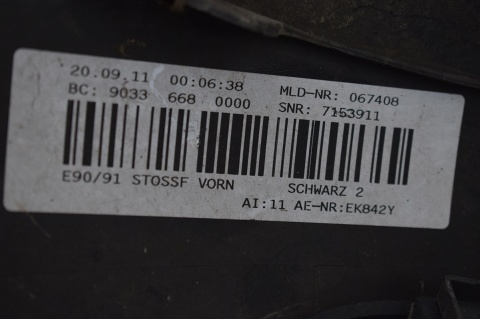 20.09.11 00:06:38 MLD-NR: 067408
BC: 9033 668 0000 SNR: 7153911
E90/91 STOSSF VORN SCHWARZ 2
AI:11 AE-NR:EK842Y